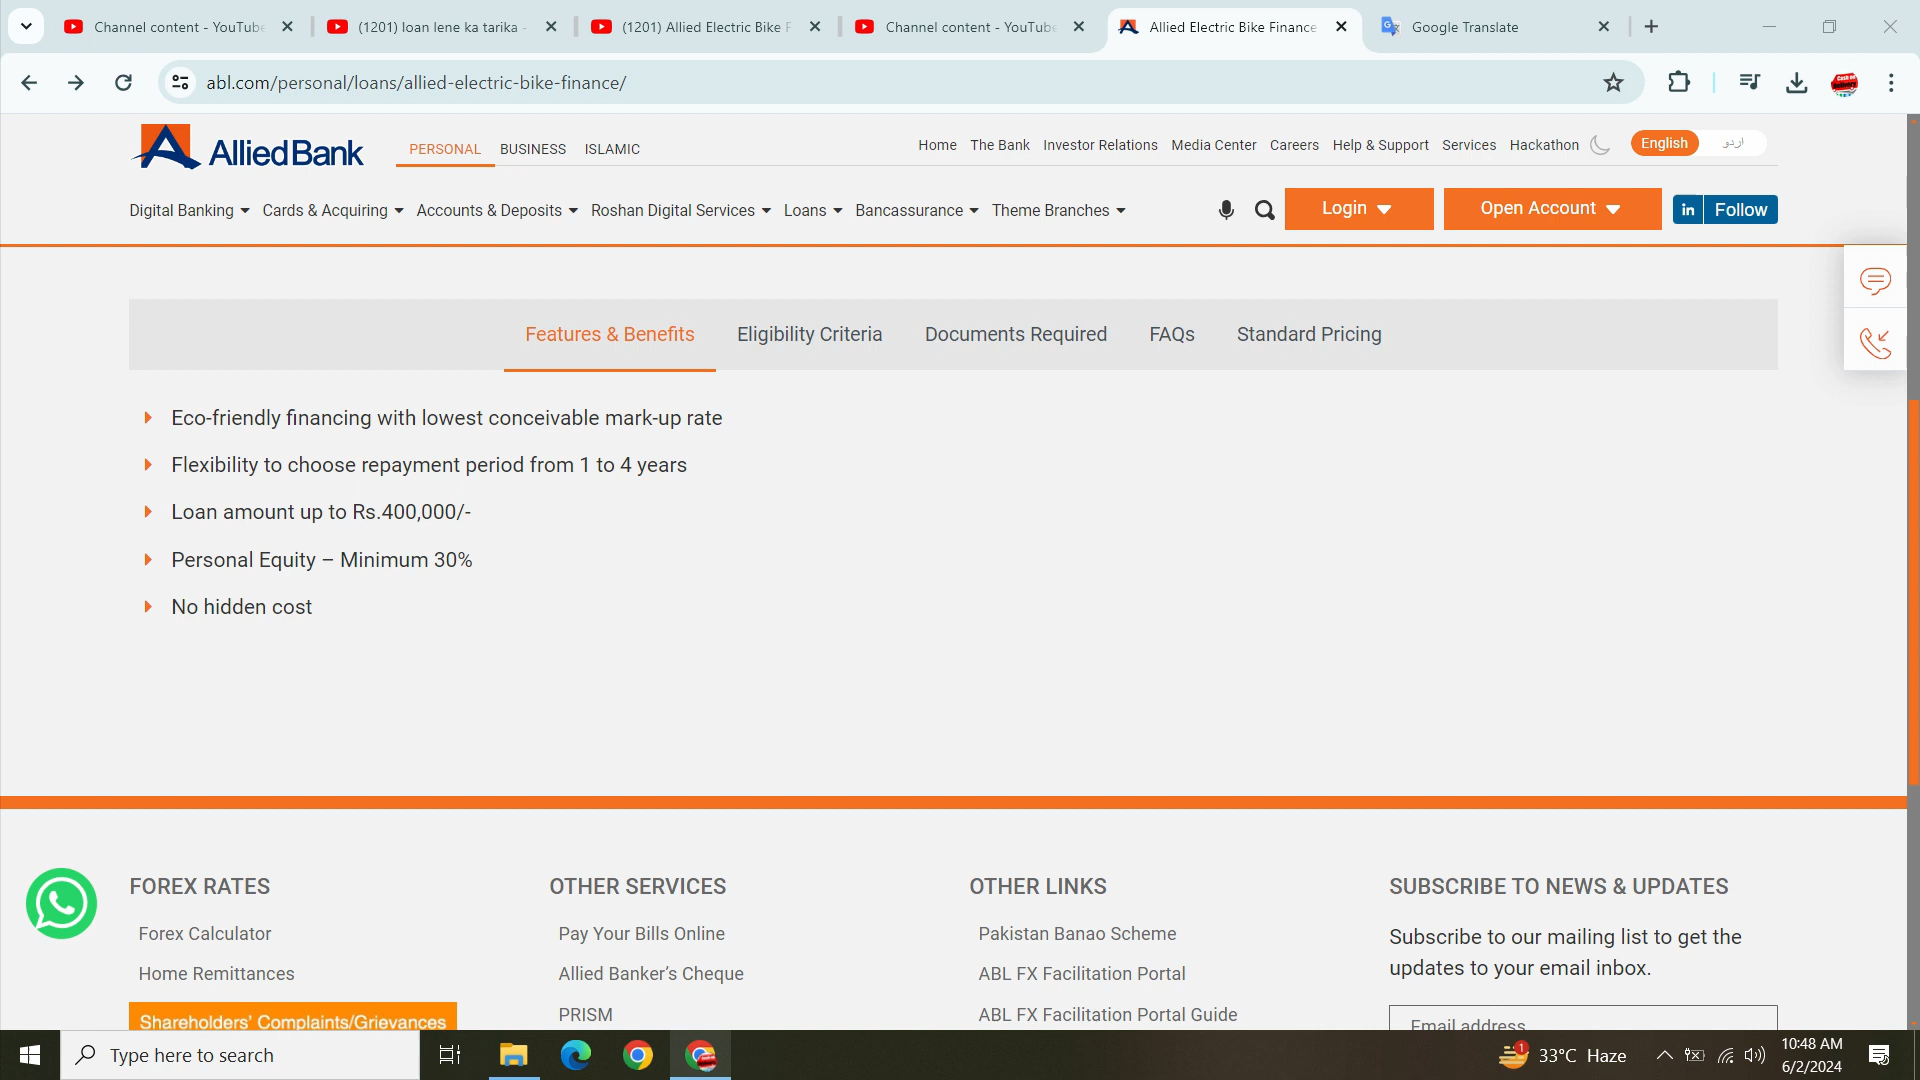 Channel content - YouTube
(1201) loan lene ka tarika -
(1201) Allied Electric Bike F
Channel content - YouTube
Allied Electric Bike Finance
Google Translate
abl.com/personal/loans/allied-electric-bike-finance/
Allied Bank
PERSONAL BUSINESS ISLAMIC
Home The Bank Investor Relations Media Center Careers Help & Support Services Hackathon
English اردو
Digital Banking Cards & Acquiring Accounts & Deposits Roshan Digital Services Loans Bancassurance Theme Branches
Login Open Account in Follow
Features & Benefits Eligibility Criteria Documents Required FAQs Standard Pricing
Eco-friendly financing with lowest conceivable mark-up rate
Flexibility to choose repayment period from 1 to 4 years
Loan amount up to Rs.400,000/-
Personal Equity – Minimum 30%
No hidden cost
FOREX RATES
Forex Calculator
Home Remittances
Shareholders' Complaints/Grievances
OTHER SERVICES
Pay Your Bills Online
Allied Banker's Cheque
PRISM
OTHER LINKS
Pakistan Banao Scheme
ABL FX Facilitation Portal
ABL FX Facilitation Portal Guide
SUBSCRIBE TO NEWS & UPDATES
Subscribe to our mailing list to get the
updates to your email inbox.
Email address
Type here to search
1
33°C Haze
10:48 AM
6/2/2024